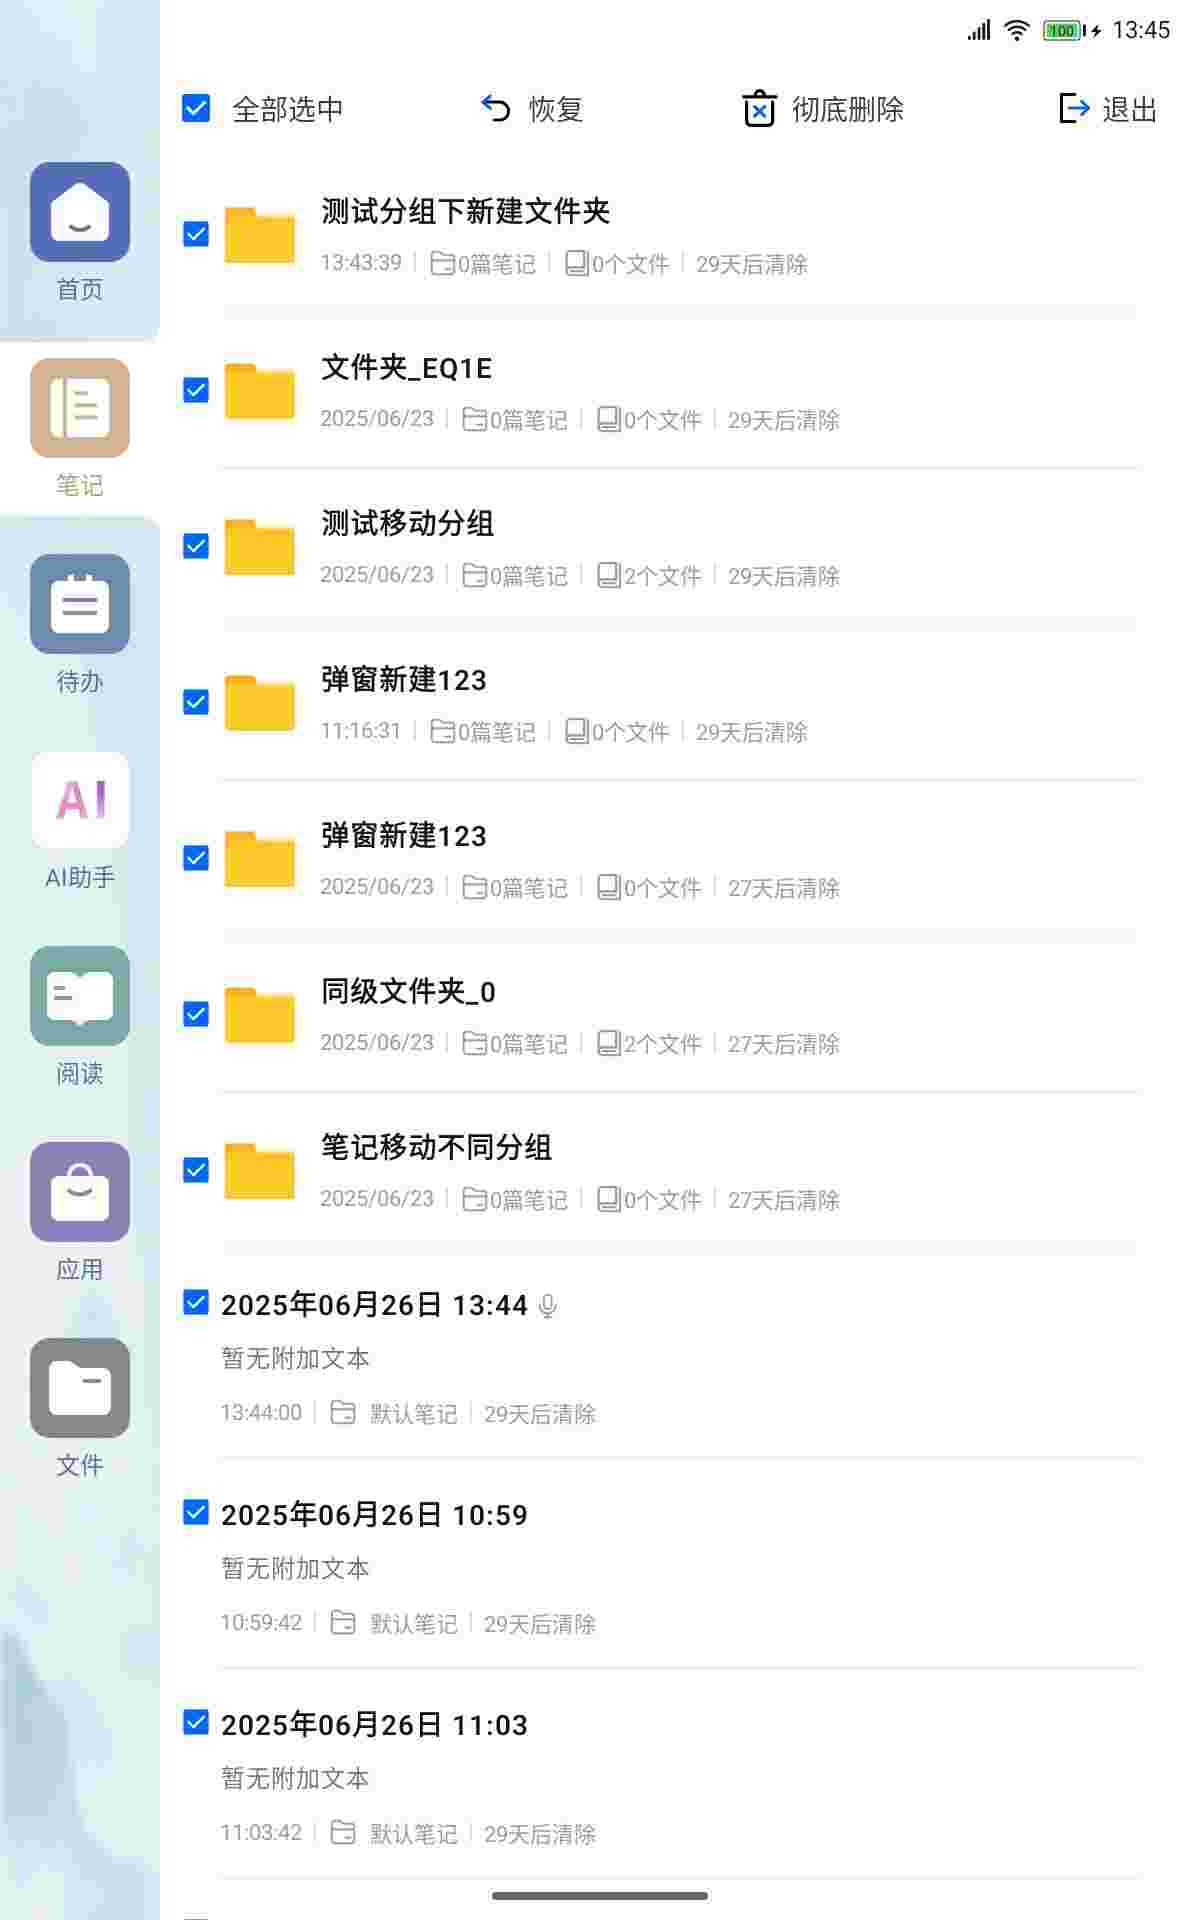 100 13:45
全部选中 恢复 彻底删除 退出
首页
笔记
待办
AI
AI助手
阅读
应用
文件
测试分组下新建文件夹
13:43:39 0篇笔记 0个文件 29天后清除
文件夹_EQ1E
2025/06/23 0篇笔记 0个文件 29天后清除
测试移动分组
2025/06/23 0篇笔记 2个文件 29天后清除
弹窗新建123
11:16:31 0篇笔记 0个文件 29天后清除
弹窗新建123
2025/06/23 0篇笔记 0个文件 27天后清除
同级文件夹_0
2025/06/23 0篇笔记 2个文件 27天后清除
笔记移动不同分组
2025/06/23 0篇笔记 0个文件 27天后清除
2025年06月26日 13:44
暂无附加文本
13:44:00 默认笔记 29天后清除
2025年06月26日 10:59
暂无附加文本
10:59:42 默认笔记 29天后清除
2025年06月26日 11:03
暂无附加文本
11:03:42 默认笔记 29天后清除